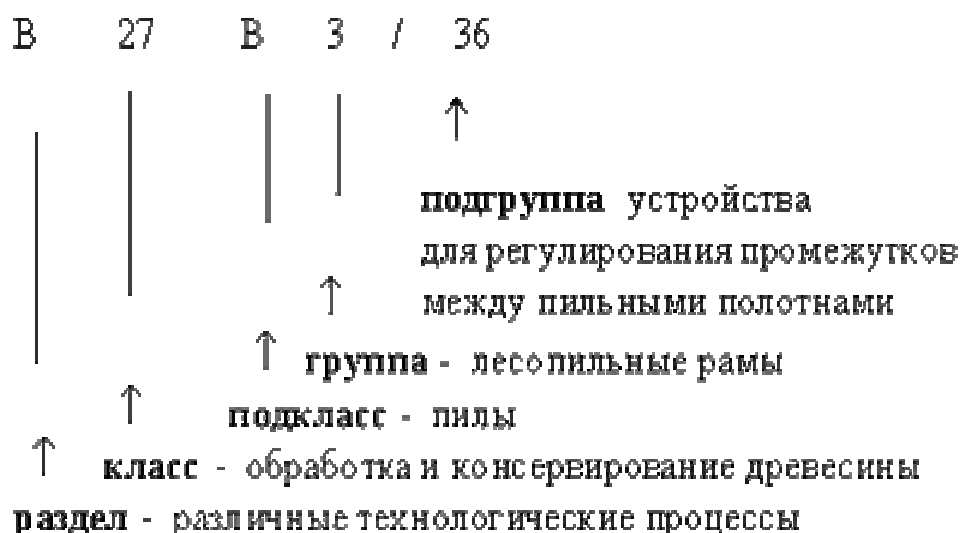 B 27 B 3 / 36
подгруппа устройства
для регулирования промежутков
между пильными полотнами
группа - лесопильные рамы
подкласс - пилы
класс - обработка и консервирование древесины
раздел - различные технологические процессы